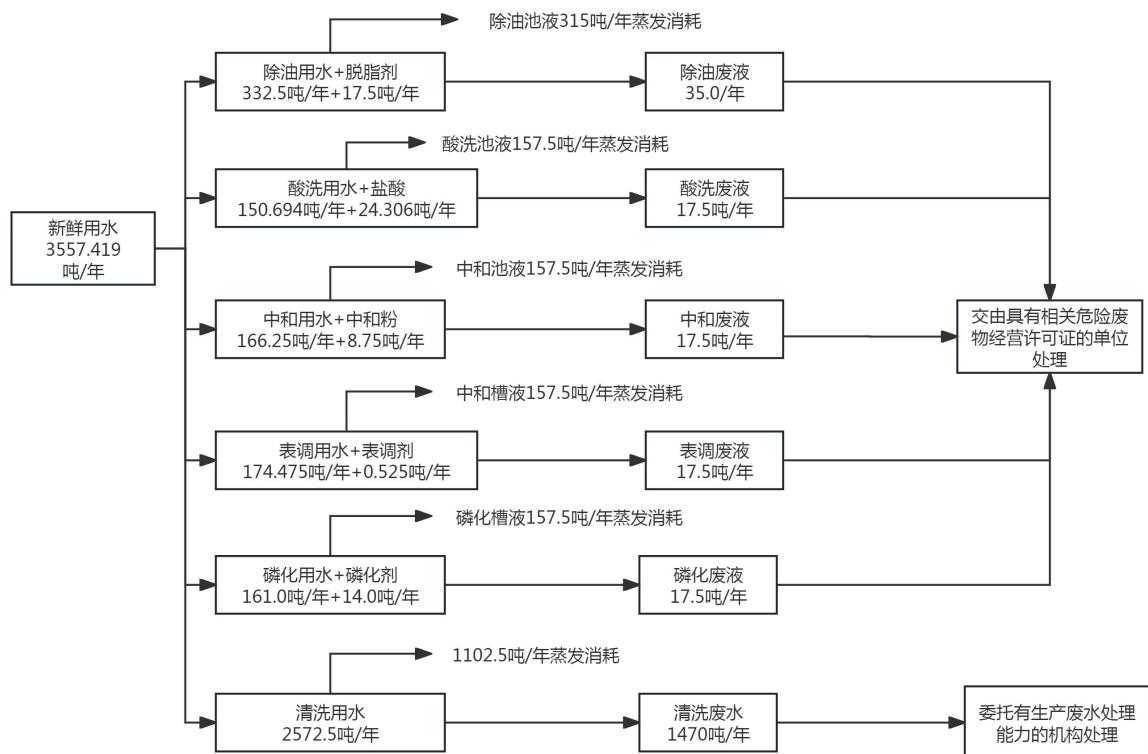 除油池液315吨/年蒸发消耗
除油用水+脱脂剂
332.5吨/年+17.5吨/年
除油废液
35.0/年
酸洗池液157.5吨/年蒸发消耗
酸洗用水+盐酸
150.694吨/年+24.306吨/年
酸洗废液
17.5吨/年
新鲜用水
3557.419
吨/年
中和池液157.5吨/年蒸发消耗
中和用水+中和粉
166.25吨/年+8.75吨/年
中和废液
17.5吨/年
交由具有相关危险废
物经营许可证的单位
处理
中和槽液157.5吨/年蒸发消耗
表调用水+表调剂
174.475吨/年+0.525吨/年
表调废液
17.5吨/年
磷化槽液157.5吨/年蒸发消耗
磷化用水+磷化剂
161.0吨/年+14.0吨/年
磷化废液
17.5吨/年
1102.5吨/年蒸发消耗
清洗用水
2572.5吨/年
清洗废水
1470吨/年
委托有生产废水处理
能力的机构处理